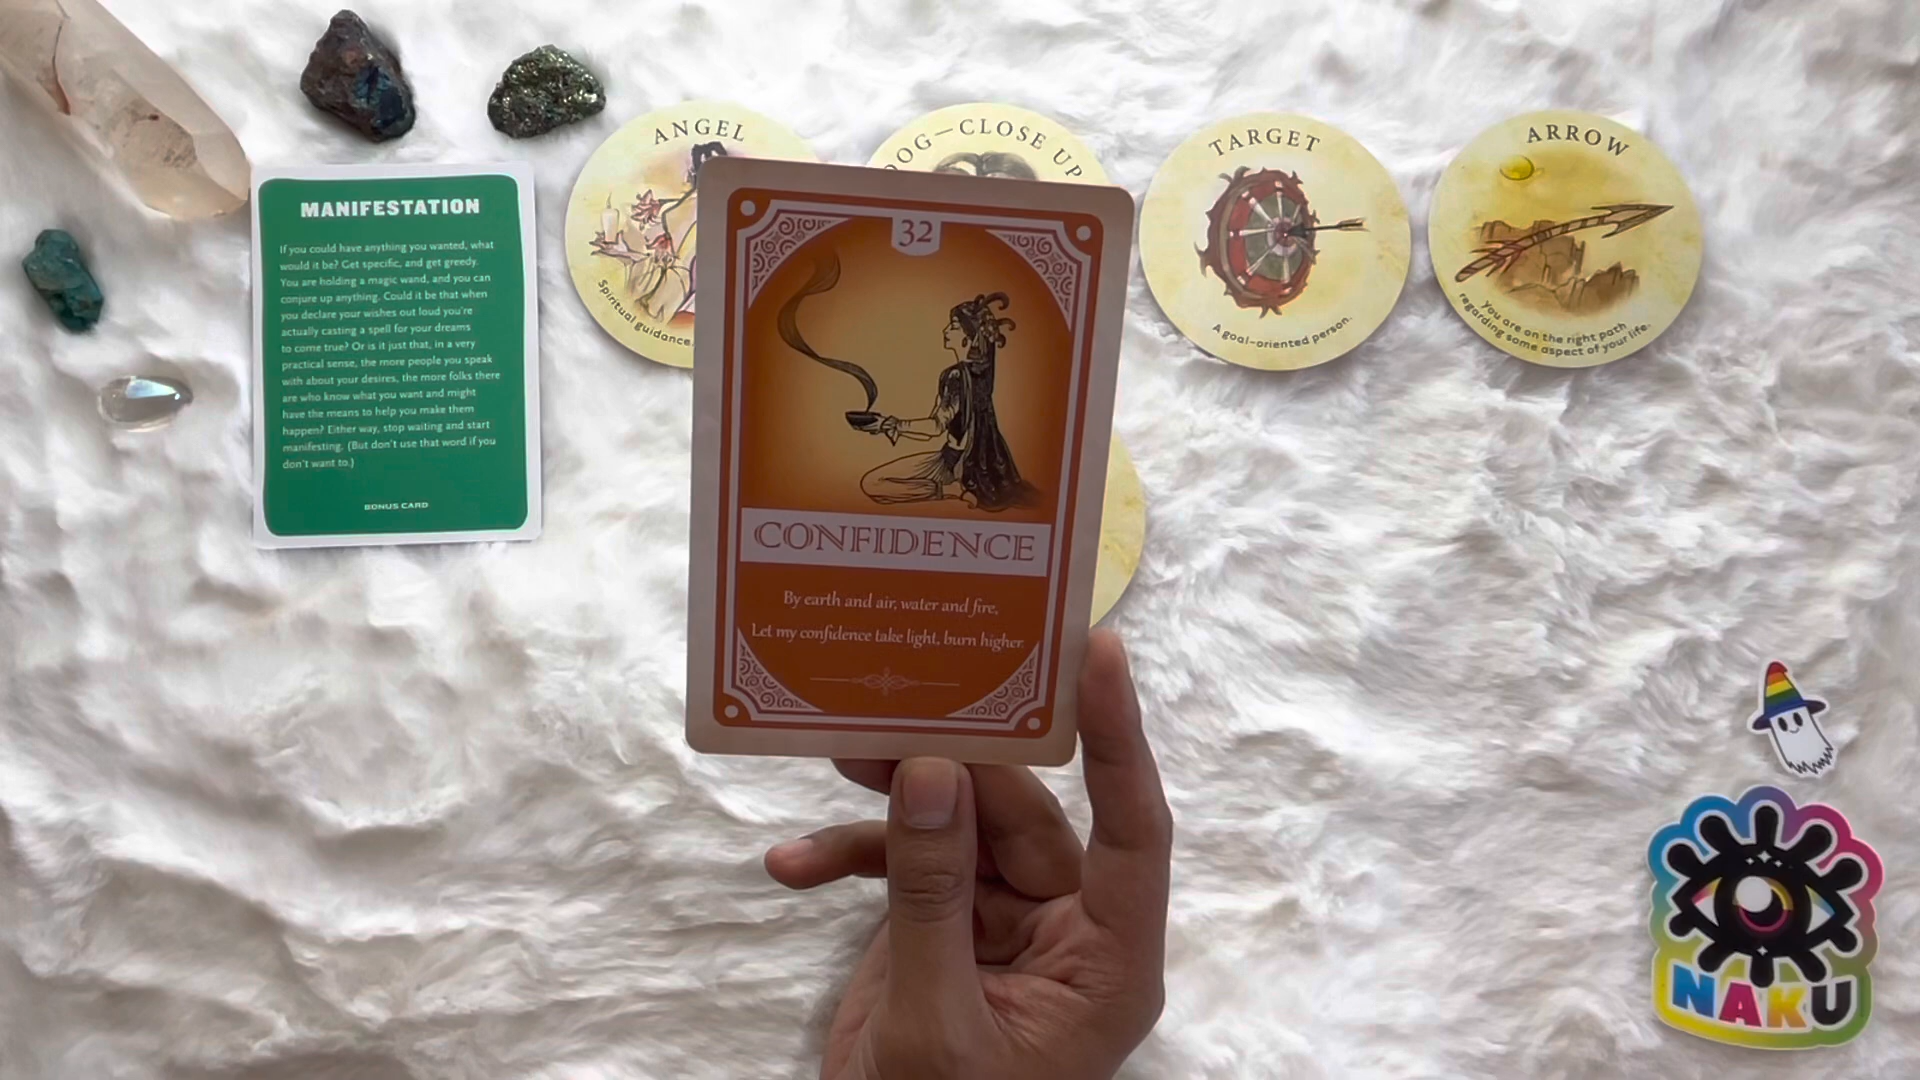 MANIFESTATION
If you could have anything you wanted, what
would it be? Get specific, and get greedy.
You are holding a magic wand, and you can
conjure up anything. Could it be that when
you declare your wishes out loud you're
actually casting a spell for your dreams
to come true? Or is it just that, in a very
practical sense, the more people you speak
with about your desires, the more folks there
are who know what you want and might
have the means to help you make them
happen? Either way, stop waiting and start
manifesting. (But don't use that word if you
don't want to.)
BONUS CARD
ANGEL
Spiritual guidance.
DOG—CLOSE UP
TARGET
A goal-oriented person.
ARROW
You are on the right path
regarding some aspect of your life.
32
CONFIDENCE
By earth and air, water and fire,
Let my confidence take light, burn higher.
NAKU